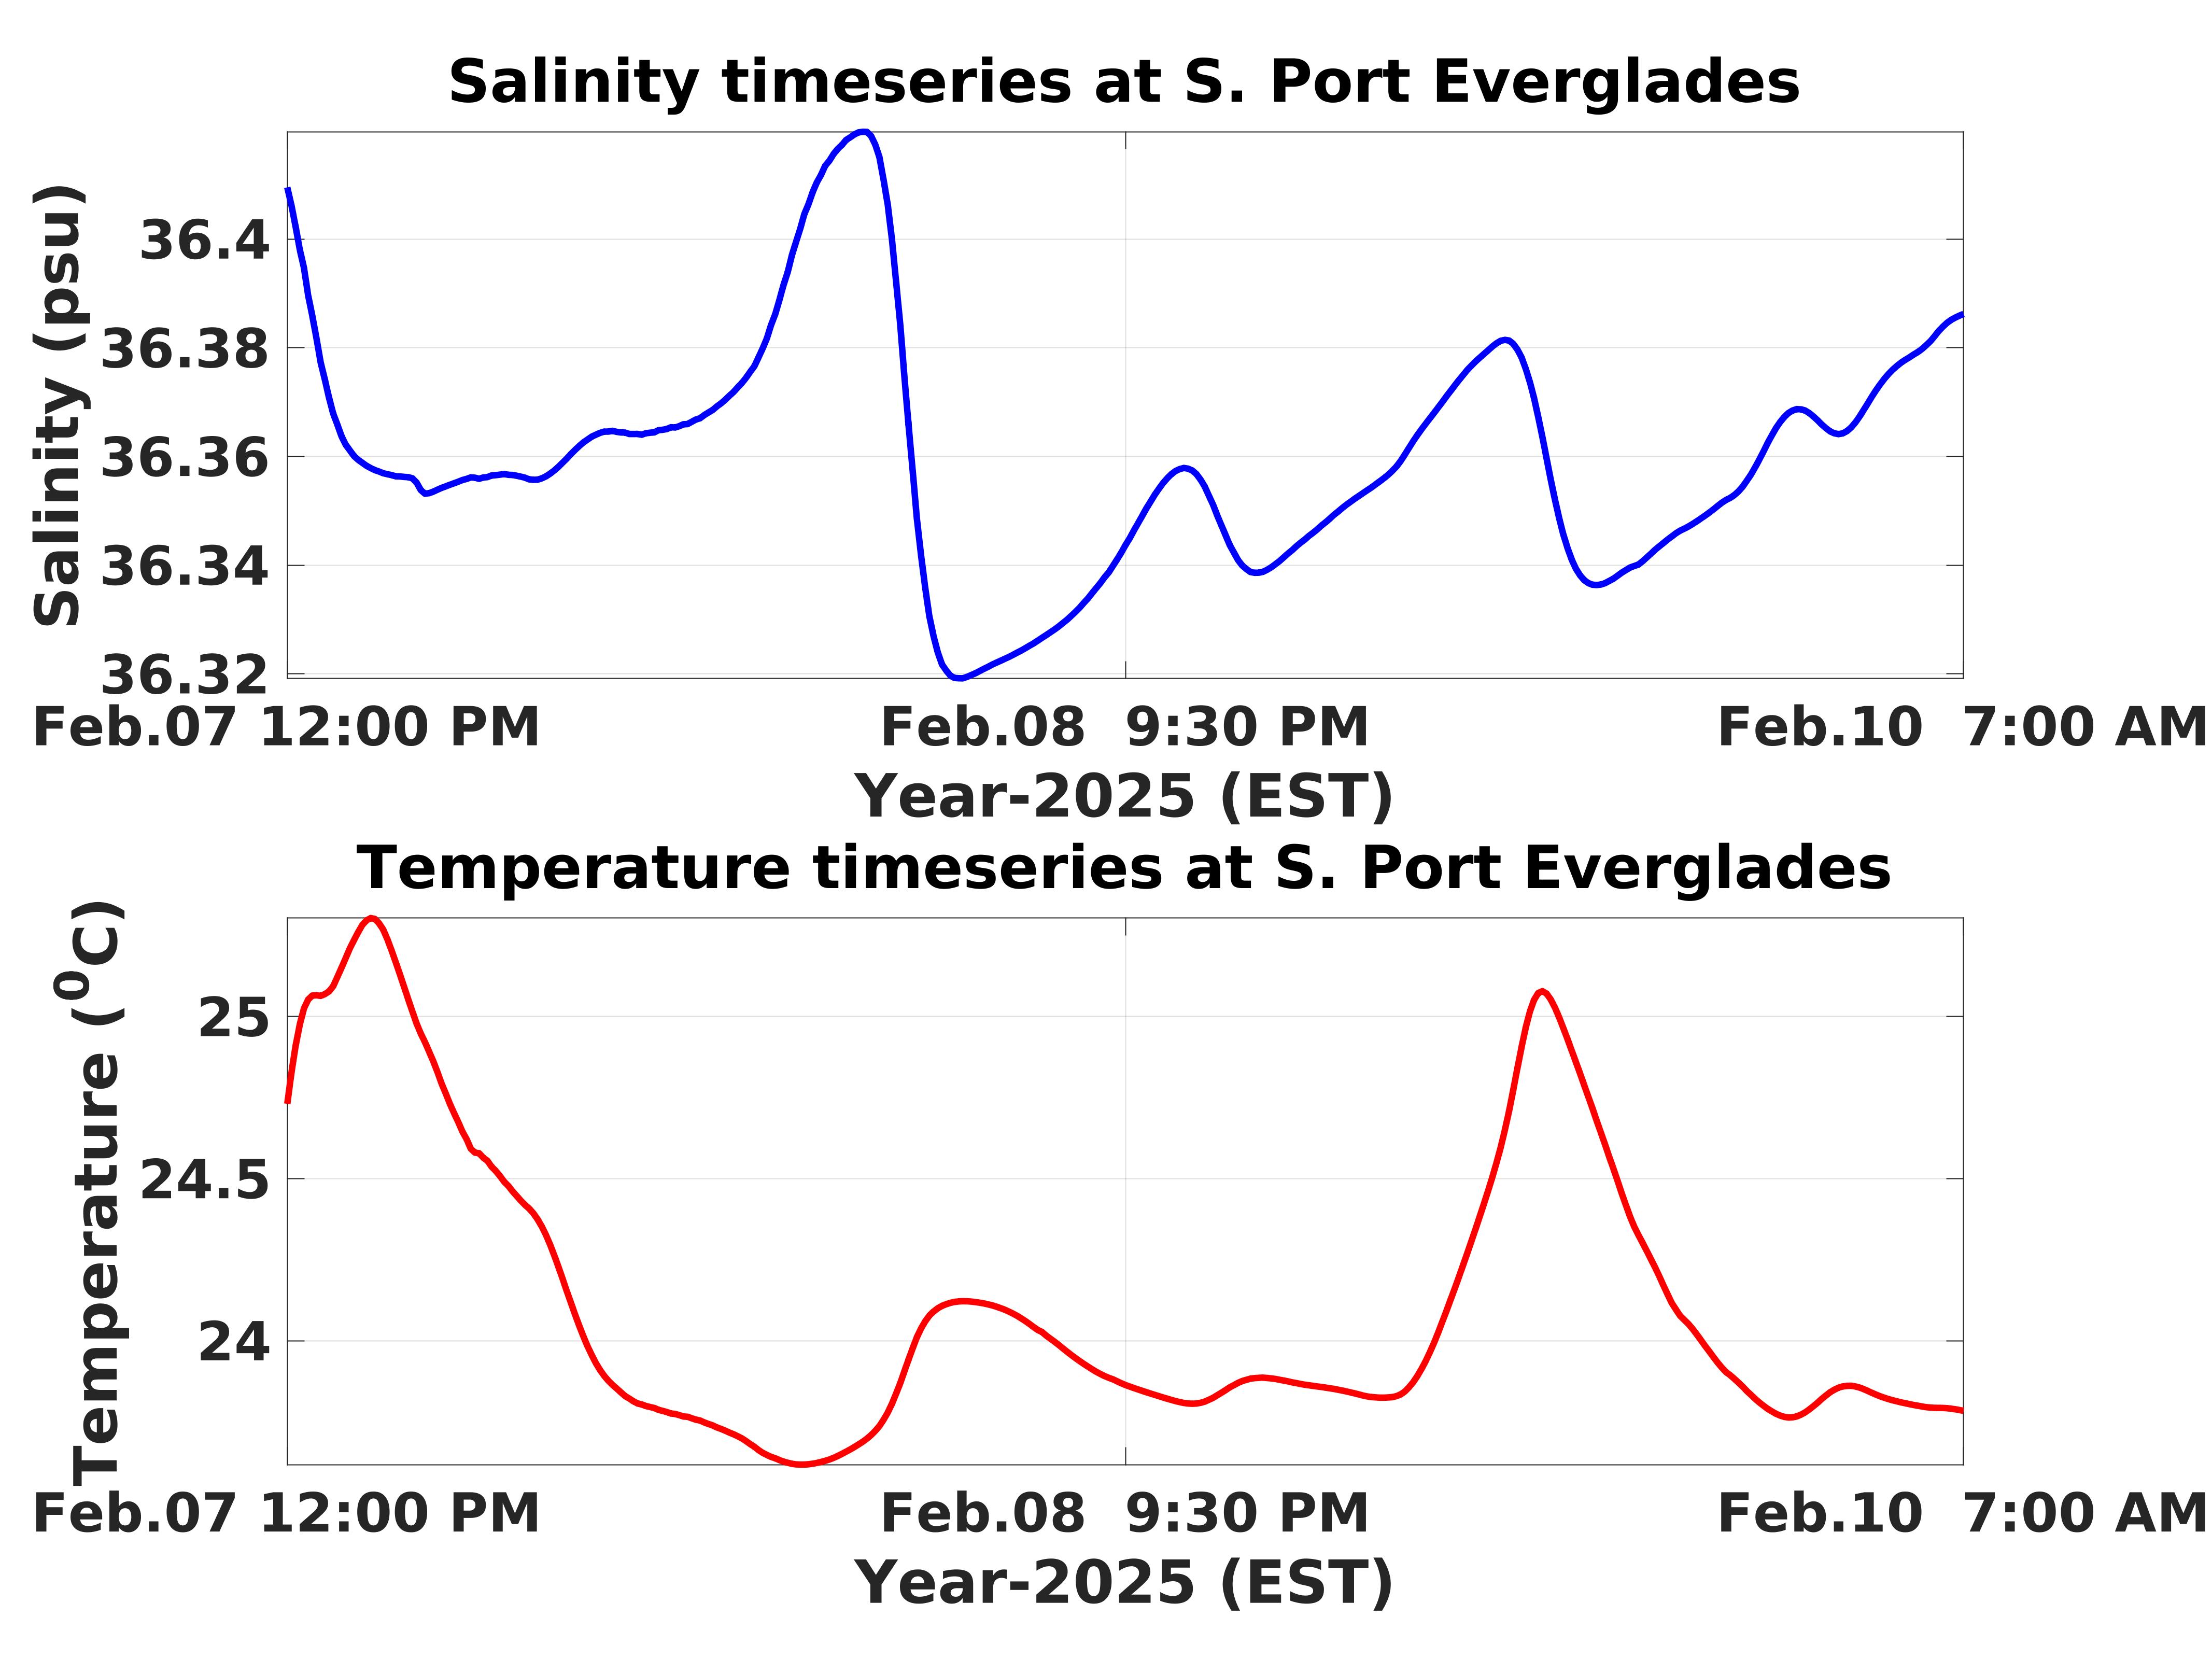 Salinity timeseries at S. Port Everglades
Salinity (psu)
36.4
36.38
36.36
36.34
36.32
Feb.07 12:00 PM Feb.08  9:30 PM Feb.10  7:00 AM
Year-2025 (EST)
Temperature timeseries at S. Port Everglades
Temperature (⁰C)
25
24.5
24
Feb.07 12:00 PM Feb.08  9:30 PM Feb.10  7:00 AM
Year-2025 (EST)